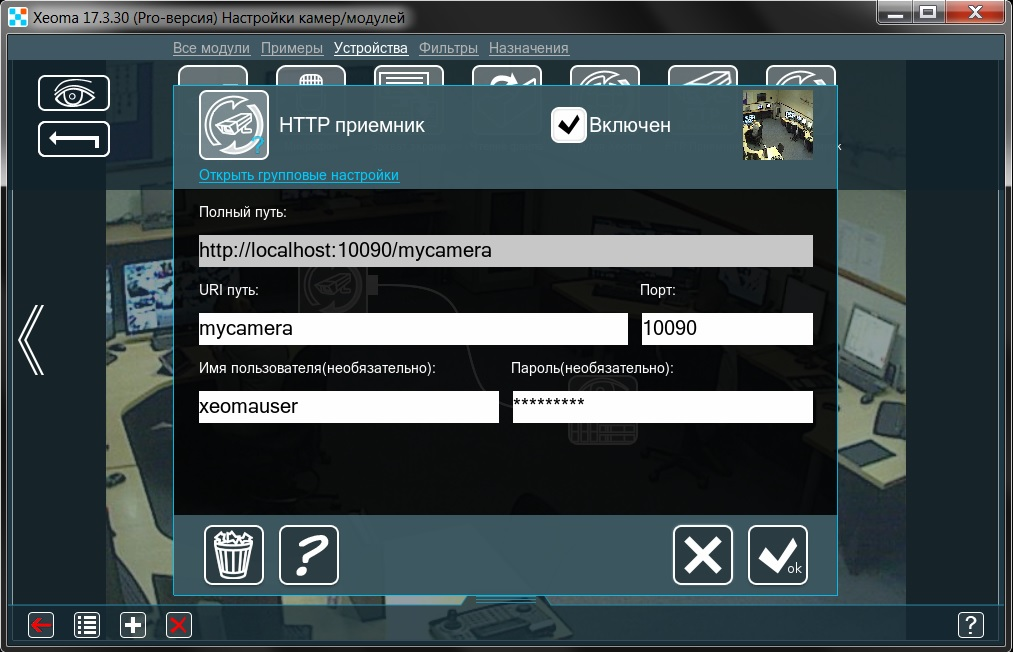 Xeoma 17.3.30 (Pro-версия) Настройки камер/модулей
Все модули Примеры Устройства Фильтры Назначения
HTTP приемник
Включен
Открыть групповые настройки
Полный путь:
http://localhost:10090/mycamera
URI путь: Порт:
mycamera 10090
Имя пользователя(необязательно): Пароль(необязательно):
xeomauser *********
? ok
?